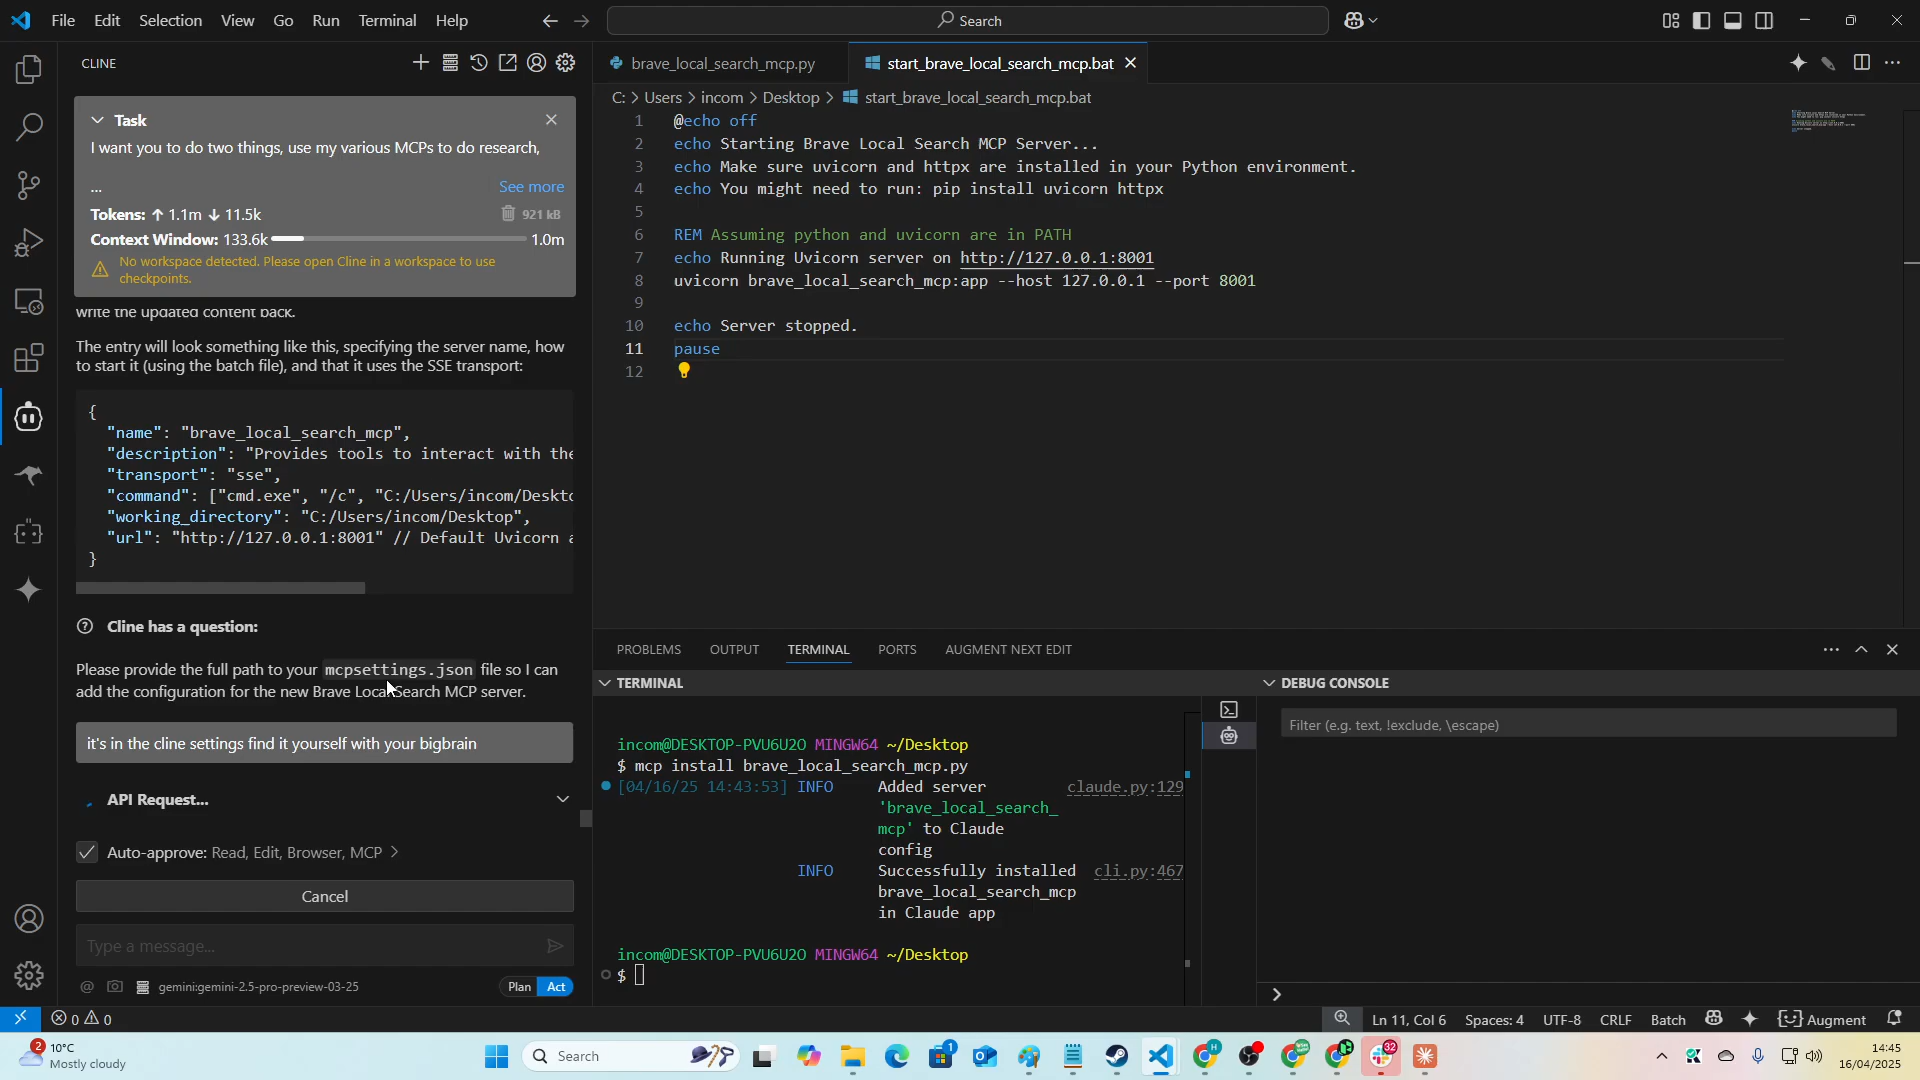 File Edit Selection View Go Run Terminal Help
Search
CLINE
Task
I want you to do two things, use my various MCPs to do research,
...
See more
Tokens: ↑ 1.1m ↓ 11.5k
921 kB
Context Window: 133.6k 1.0m
No workspace detected. Please open Cline in a workspace to use
checkpoints.
write the updated content back.
The entry will look something like this, specifying the server name, how
to start it (using the batch file), and that it uses the SSE transport:
{
"name": "brave_local_search_mcp",
"description": "Provides tools to interact with the
"transport": "sse",
"command": ["cmd.exe", "/c", "C:/Users/incom/Deskto
"working_directory": "C:/Users/incom/Desktop",
"url": "http://127.0.0.1:8001" // Default Uvicorn a
}
Cline has a question:
Please provide the full path to your mcpsettings.json file so I can
add the configuration for the new Brave Local Search MCP server.
it's in the cline settings find it yourself with your bigbrain
API Request...
Auto-approve: Read, Edit, Browser, MCP >
Cancel
Type a message...
@ gemini:gemini-2.5-pro-preview-03-25
Plan Act
brave_local_search_mcp.py
start_brave_local_search_mcp.bat
C: > Users > incom > Desktop > start_brave_local_search_mcp.bat
1 @echo off
2 echo Starting Brave Local Search MCP Server...
3 echo Make sure uvicorn and httpx are installed in your Python environment.
4 echo You might need to run: pip install uvicorn httpx
5
6 REM Assuming python and uvicorn are in PATH
7 echo Running Uvicorn server on http://127.0.0.1:8001
8 uvicorn brave_local_search_mcp:app --host 127.0.0.1 --port 8001
9
10 echo Server stopped.
11 pause
12
PROBLEMS OUTPUT TERMINAL PORTS AUGMENT NEXT EDIT
TERMINAL
incom@DESKTOP-PVU6U2O MINGW64 ~/Desktop
$ mcp install brave_local_search_mcp.py
[04/16/25 14:43:53] INFO Added server claude.py:129
'brave_local_search_
mcp' to Claude
config
INFO Successfully installed cli.py:467
brave_local_search_mcp
in Claude app
incom@DESKTOP-PVU6U2O MINGW64 ~/Desktop
$
DEBUG CONSOLE
Filter (e.g. text, !exclude, \escape)
0 0
Ln 11, Col 6 Spaces: 4 UTF-8 CRLF Batch Augment
2
10°C
Mostly cloudy
Search
1
32
14:45
16/04/2025